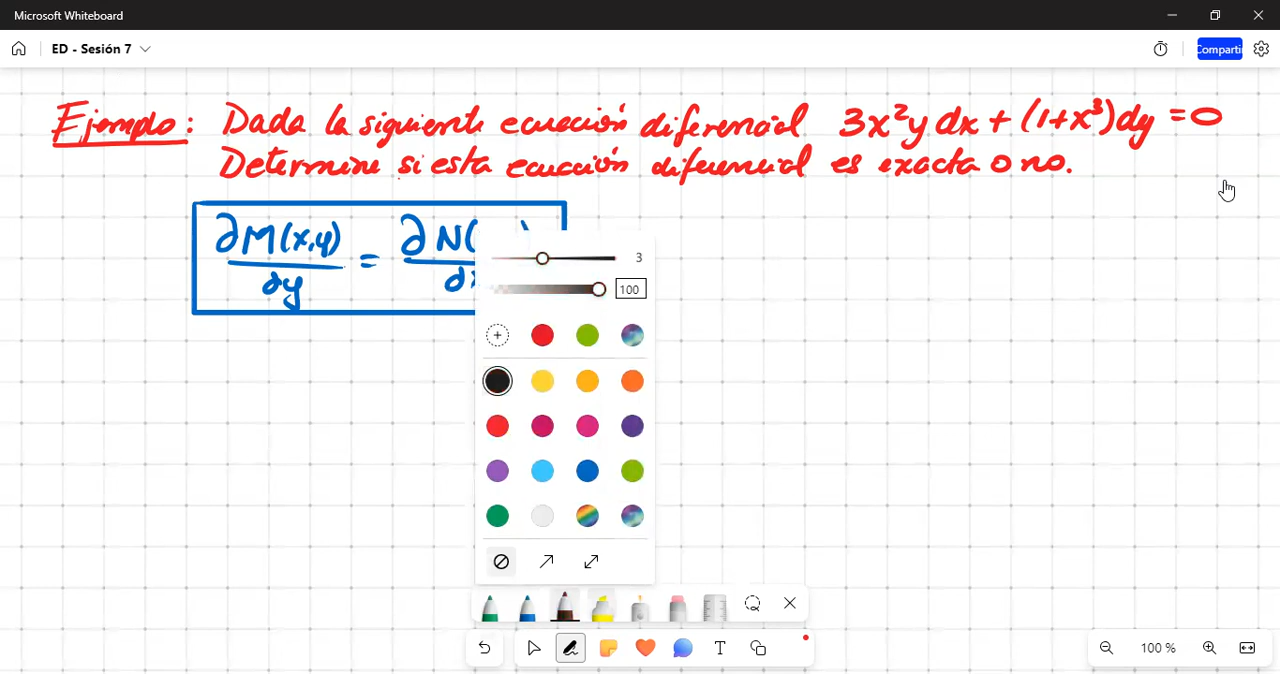 Microsoft Whiteboard
ED - Sesión 7
Comparti
Ejemplo: Dada la siguiente ecuación diferencial 3x²y dx + (1+x³)dy = 0
Determine si esta ecuación diferencial es exacta o no.
∂M(x,y) = ∂N(
∂y ∂x
3
100
T
100 %